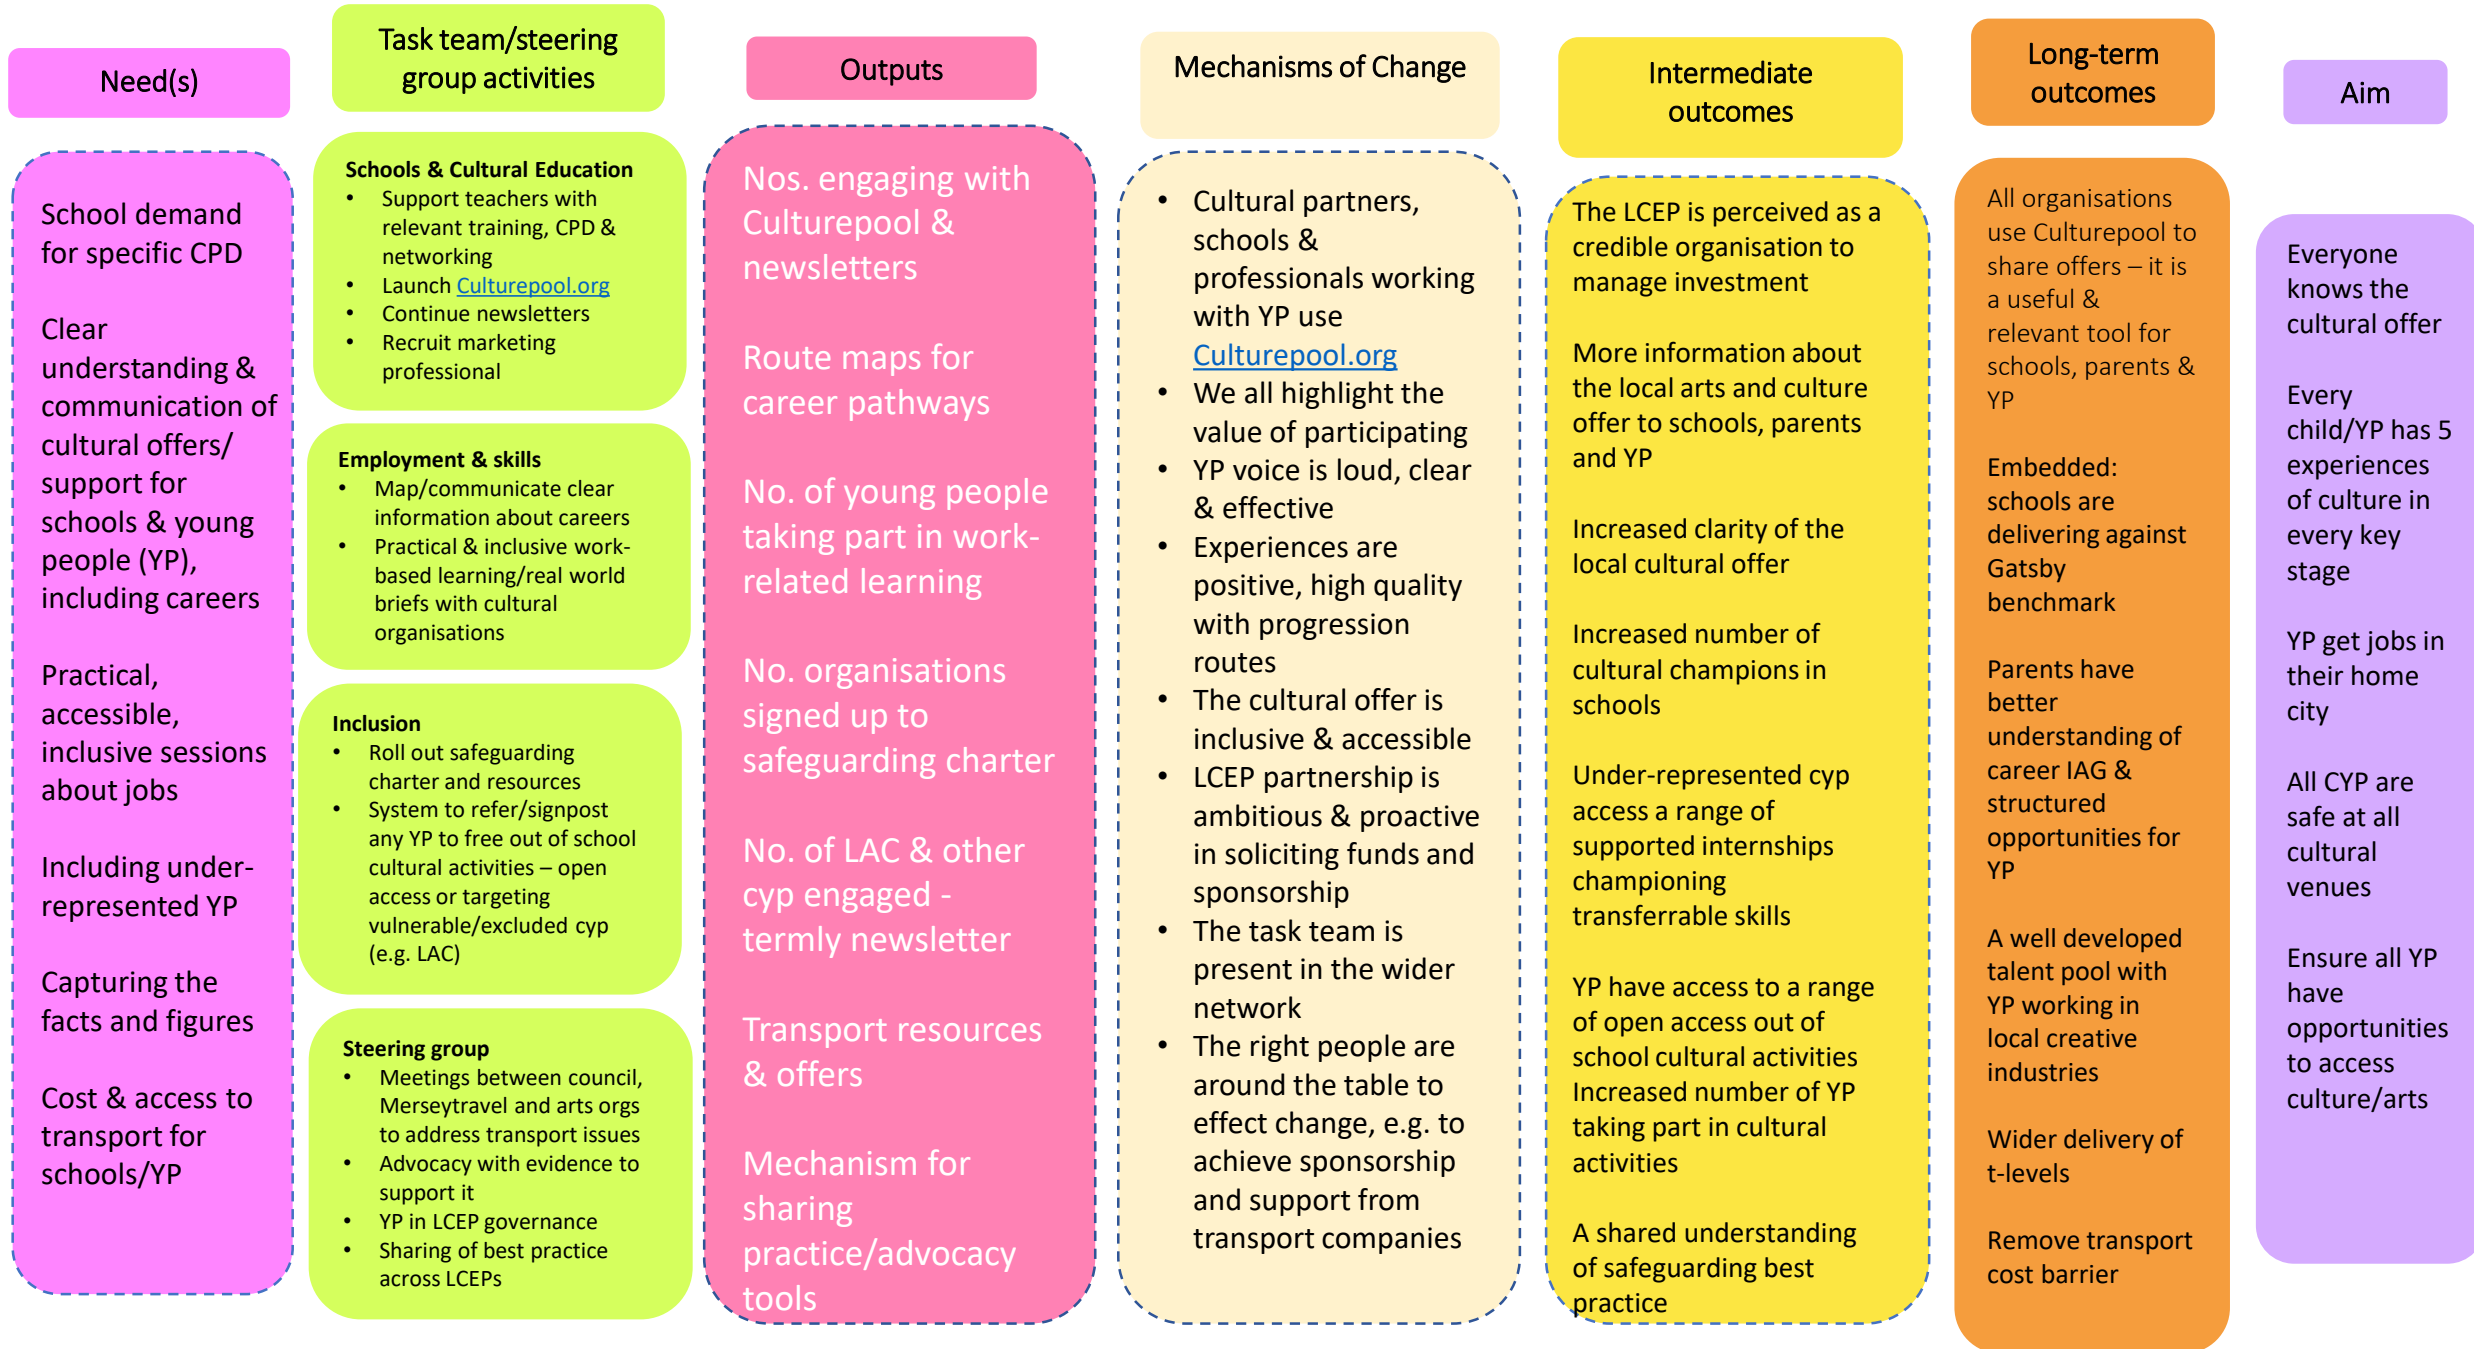 Need(s)
School demand
for specific CPD
Clear
understanding &
communication of
cultural offers/
support for
schools & young
people (YP),
including careers
Practical,
accessible,
inclusive sessions
about jobs
Including under-
represented YP
Capturing the
facts and figures
Cost & access to
transport for
schools/YP
Task team/steering
group activities
Schools & Cultural Education
• Support teachers with
relevant training, CPD &
networking
• Launch Culturepool.org
• Continue newsletters
• Recruit marketing
professional
Employment & skills
• Map/communicate clear
information about careers
• Practical & inclusive work-
based learning/real world
briefs with cultural
organisations
Inclusion
• Roll out safeguarding
charter and resources
• System to refer/signpost
any YP to free out of school
cultural activities – open
access or targeting
vulnerable/excluded cyp
(e.g. LAC)
Steering group
• Meetings between council,
Merseytravel and arts orgs
to address transport issues
• Advocacy with evidence to
support it
• YP in LCEP governance
• Sharing of best practice
across LCEPs
Outputs
Nos. engaging with
Culturepool &
newsletters
Route maps for
career pathways
No. of young people
taking part in work-
related learning
No. organisations
signed up to
safeguarding charter
No. of LAC & other
cyp engaged -
termly newsletter
Transport resources
& offers
Mechanism for
sharing
practice/advocacy
tools
Mechanisms of Change
• Cultural partners,
schools &
professionals working
with YP use
Culturepool.org
• We all highlight the
value of participating
• YP voice is loud, clear
& effective
• Experiences are
positive, high quality
with progression
routes
• The cultural offer is
inclusive & accessible
• LCEP partnership is
ambitious & proactive
in soliciting funds and
sponsorship
• The task team is
present in the wider
network
• The right people are
around the table to
effect change, e.g. to
achieve sponsorship
and support from
transport companies
Intermediate
outcomes
The LCEP is perceived as a
credible organisation to
manage investment
More information about
the local arts and culture
offer to schools, parents
and YP
Increased clarity of the
local cultural offer
Increased number of
cultural champions in
schools
Under-represented cyp
access a range of
supported internships
championing
transferrable skills
YP have access to a range
of open access out of
school cultural activities
Increased number of YP
taking part in cultural
activities
A shared understanding
of safeguarding best
practice
Long-term
outcomes
All organisations
use Culturepool to
share offers – it is
a useful &
relevant tool for
schools, parents &
YP
Embedded:
schools are
delivering against
Gatsby
benchmark
Parents have
better
understanding of
career IAG &
structured
opportunities for
YP
A well developed
talent pool with
YP working in
local creative
industries
Wider delivery of
t-levels
Remove transport
cost barrier
Aim
Everyone
knows the
cultural offer
Every
child/YP has 5
experiences
of culture in
every key
stage
YP get jobs in
their home
city
All CYP are
safe at all
cultural
venues
Ensure all YP
have
opportunities
to access
culture/arts